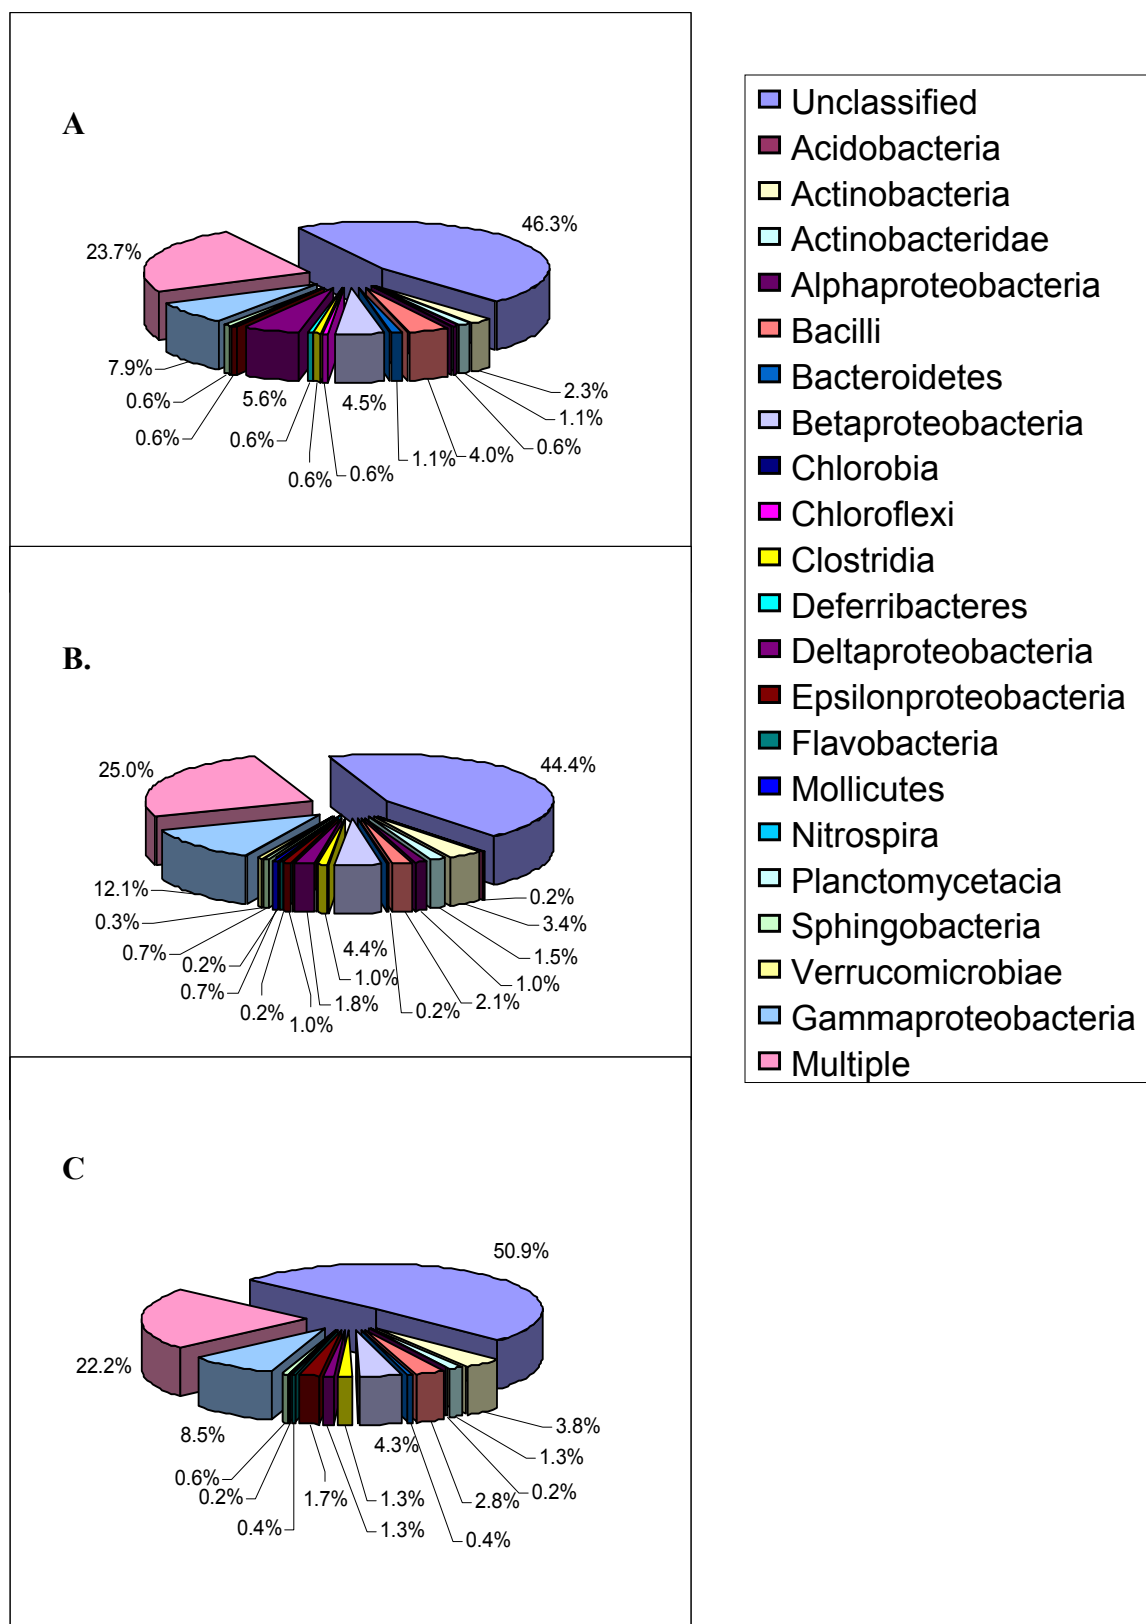 A
46.3%
23.7%
7.9%
2.3%
0.6%
5.6%
4.5%
1.1%
0.6%
0.6%
1.1%
4.0%
0.6%
0.6%
0.6%
B.
25.0%
44.4%
12.1%
0.2%
0.3%
3.4%
0.7%
4.4%
1.5%
0.2%
1.0%
1.0%
0.7%
1.8%
0.2%
2.1%
0.2%
1.0%
C
50.9%
22.2%
3.8%
8.5%
4.3%
1.3%
0.6%
0.2%
1.7%
1.3%
2.8%
0.2%
0.4%
1.3%
0.4%
Unclassified
Acidobacteria
Actinobacteria
Actinobacteridae
Alphaproteobacteria
Bacilli
Bacteroidetes
Betaproteobacteria
Chlorobia
Chloroflexi
Clostridia
Deferribacteres
Deltaproteobacteria
Epsilonproteobacteria
Flavobacteria
Mollicutes
Nitrospira
Planctomycetacia
Sphingobacteria
Verrucomicrobiae
Gammaproteobacteria
Multiple